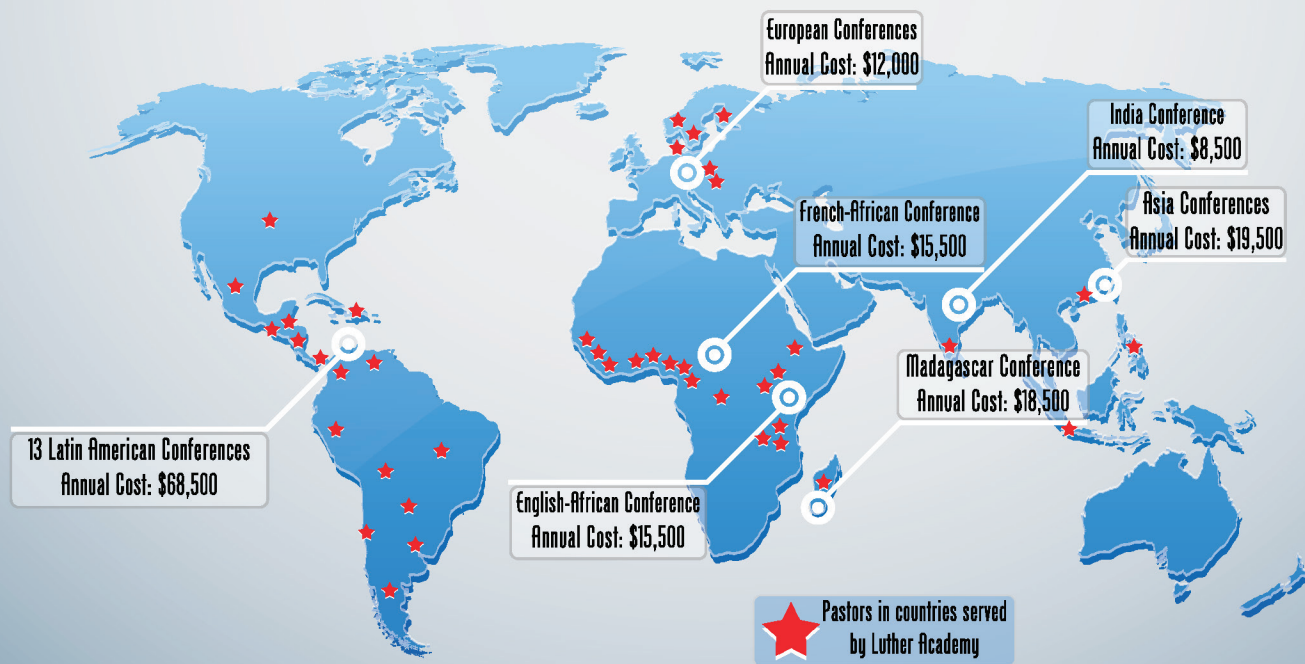 European Conferences
Annual Cost: $12,000
India Conference
Annual Cost: $8,500
Asia Conferences
Annual Cost: $19,500
French-African Conference
Annual Cost: $15,500
Madagascar Conference
Annual Cost: $18,500
13 Latin American Conferences
Annual Cost: $68,500
English-African Conference
Annual Cost: $15,500
Pastors in countries served
by Luther Academy